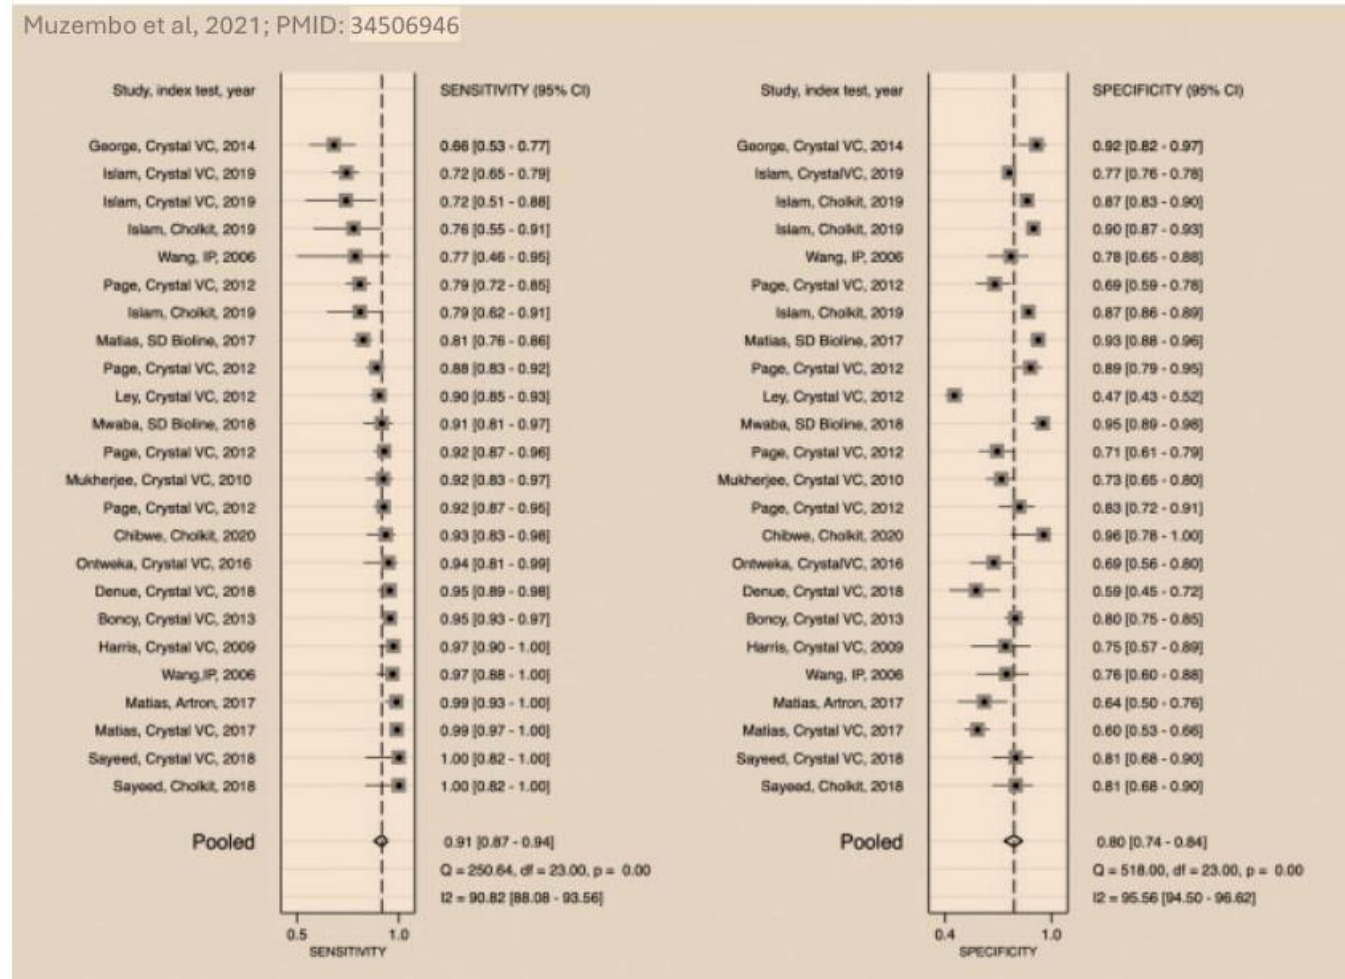 Muzembo et al, 2021; PMID: 34506946
Study, index test, year SENSITIVITY (95% CI)
George, Crystal VC, 2014 0.66 [0.53 - 0.77]
Islam, Crystal VC, 2019 0.72 [0.65 - 0.79]
Islam, Crystal VC, 2019 0.72 [0.51 - 0.88]
Islam, Cholkit, 2019 0.76 [0.55 - 0.91]
Wang, IP, 2006 0.77 [0.46 - 0.95]
Page, Crystal VC, 2012 0.79 [0.72 - 0.85]
Islam, Cholkit, 2019 0.79 [0.62 - 0.91]
Matias, SD Bioline, 2017 0.81 [0.76 - 0.86]
Page, Crystal VC, 2012 0.88 [0.83 - 0.92]
Ley, Crystal VC, 2012 0.90 [0.85 - 0.93]
Mwaba, SD Bioline, 2018 0.91 [0.81 - 0.97]
Page, Crystal VC, 2012 0.92 [0.87 - 0.96]
Mukherjee, Crystal VC, 2010 0.92 [0.83 - 0.97]
Page, Crystal VC, 2012 0.92 [0.87 - 0.95]
Chibwe, Cholkit, 2020 0.93 [0.83 - 0.98]
Ontweka, Crystal VC, 2016 0.94 [0.81 - 0.99]
Denue, Crystal VC, 2018 0.95 [0.89 - 0.98]
Boncy, Crystal VC, 2013 0.95 [0.93 - 0.97]
Harris, Crystal VC, 2009 0.97 [0.90 - 1.00]
Wang,IP, 2006 0.97 [0.88 - 1.00]
Matias, Artron, 2017 0.99 [0.93 - 1.00]
Matias, Crystal VC, 2017 0.99 [0.97 - 1.00]
Sayeed, Crystal VC, 2018 1.00 [0.82 - 1.00]
Sayeed, Cholkit, 2018 1.00 [0.82 - 1.00]
Pooled 0.91 [0.87 - 0.94]
Q = 250.64, df = 23.00, p = 0.00
I2 = 90.82 [88.08 - 93.56]
0.5 1.0
SENSITIVITY
Study, index test, year SPECIFICITY (95% CI)
George, Crystal VC, 2014 0.92 [0.82 - 0.97]
Islam, CrystalVC, 2019 0.77 [0.76 - 0.78]
Islam, Cholkit, 2019 0.87 [0.83 - 0.90]
Islam, Cholkit, 2019 0.90 [0.87 - 0.93]
Wang, IP, 2006 0.78 [0.65 - 0.88]
Page, Crystal VC, 2012 0.69 [0.59 - 0.78]
Islam, Cholkit, 2019 0.87 [0.86 - 0.89]
Matias, SD Bioline, 2017 0.93 [0.88 - 0.96]
Page, Crystal VC, 2012 0.89 [0.79 - 0.95]
Ley, Crystal VC, 2012 0.47 [0.43 - 0.52]
Mwaba, SD Bioline, 2018 0.95 [0.89 - 0.98]
Page, Crystal VC, 2012 0.71 [0.61 - 0.79]
Mukherjee, Crystal VC, 2010 0.73 [0.65 - 0.80]
Page, Crystal VC, 2012 0.83 [0.72 - 0.91]
Chibwe, Cholkit, 2020 0.96 [0.78 - 1.00]
Ontweka, CrystalVC, 2016 0.69 [0.56 - 0.80]
Denue, Crystal VC, 2018 0.59 [0.45 - 0.72]
Boncy, Crystal VC, 2013 0.80 [0.75 - 0.85]
Harris, Crystal VC, 2009 0.75 [0.57 - 0.89]
Wang, IP, 2006 0.76 [0.60 - 0.88]
Matias, Artron, 2017 0.64 [0.50 - 0.76]
Matias, Crystal VC, 2017 0.60 [0.53 - 0.66]
Sayeed, Crystal VC, 2018 0.81 [0.68 - 0.90]
Sayeed, Cholkit, 2018 0.81 [0.68 - 0.90]
Pooled 0.80 [0.74 - 0.84]
Q = 518.00, df = 23.00, p = 0.00
I2 = 95.56 [94.50 - 96.62]
0.4 1.0
SPECIFICITY